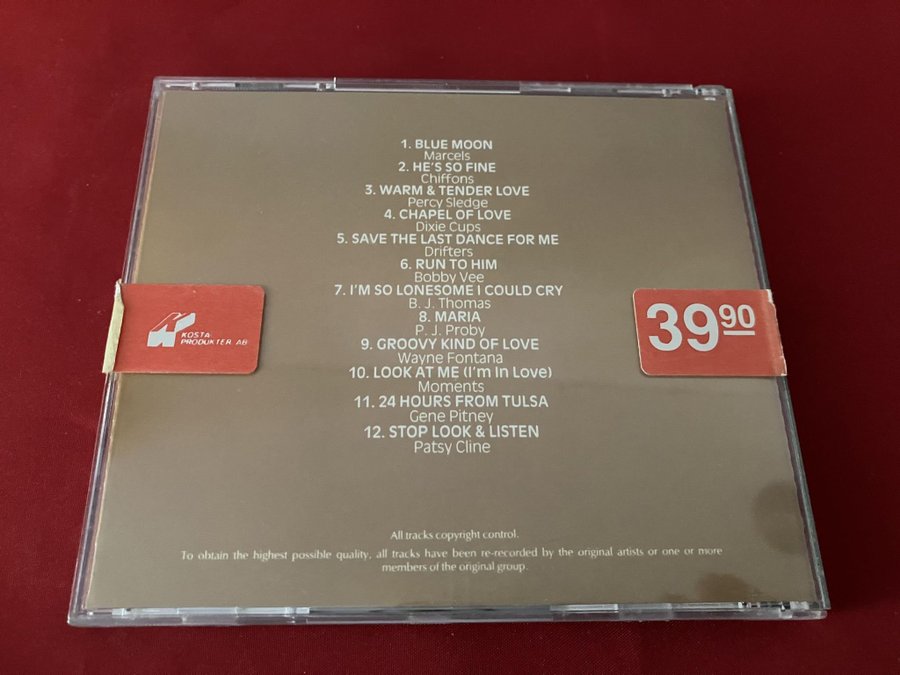 1. BLUE MOON
Marcels
2. HE'S SO FINE
Chiffons
3. WARM & TENDER LOVE
Percy Sledge
4. CHAPEL OF LOVE
Dixie Cups
5. SAVE THE LAST DANCE FOR ME
Drifters
6. RUN TO HIM
Bobby Vee
7. I'M SO LONESOME I COULD CRY
B. J. Thomas
8. MARIA
P. J. Proby
9. GROOVY KIND OF LOVE
Wayne Fontana
10. LOOK AT ME (I'm In Love)
Moments
11. 24 HOURS FROM TULSA
Gene Pitney
12. STOP LOOK & LISTEN
Patsy Cline
KOSTA
PRODUKTER AB
39 90
All tracks copyright control.
To obtain the highest possible quality, all tracks have been re-recorded by the original artists or one or more
members of the original group.